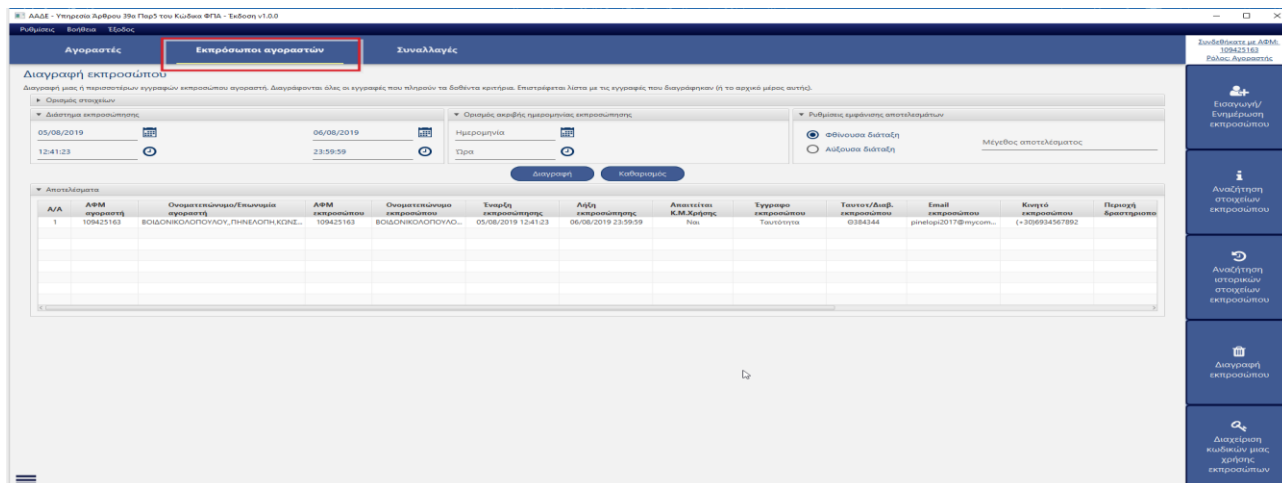 ΑΑΔΕ - Υπηρεσία Άρθρου 39α Παρ5 του Κώδικα ΦΠΑ - Έκδοση v1.0.0
Ρυθμίσεις Βοήθεια Έξοδος
Αγοραστές Εκπρόσωποι αγοραστών Συναλλαγές
Συνδεθήκατε με ΑΦΜ:
109425163
Ρόλος: Αγοραστής
Διαγραφή εκπροσώπου
Διαγραφή μιας ή περισσοτέρων εγγραφών εκπροσώπου αγοραστή. Διαγράφονται όλες οι εγγραφές που πληρούν τα δοθέντα κριτήρια. Επιστρέφεται λίστα με τις εγγραφές που διαγράφηκαν (ή το αρχικό μέρος αυτής).
Ορισμός στοιχείων
Διάστημα εκπροσώπησης Ορισμός ακριβής ημερομηνίας εκπροσώπησης Ρυθμίσεις εμφάνισης αποτελεσμάτων
05/08/2019 06/08/2019 Ημερομηνία Φθίνουσα διάταξη
Μέγεθος αποτελέσματος
12:41:23 23:59:59 Ώρα Αύξουσα διάταξη
Διαγραφή Καθαρισμός
Αποτελέσματα
Α/Α ΑΦΜ αγοραστή Ονοματεπώνυμο/Επωνυμία αγοραστή ΑΦΜ εκπροσώπου Ονοματεπώνυμο εκπροσώπου Έναρξη εκπροσώπησης Λήξη εκπροσώπησης Απαιτείται Κ.Μ.Χρήσης Έγγραφο εκπροσώπου Ταυτοτ/Διαβ. εκπροσώπου Email εκπροσώπου Κινητό εκπροσώπου Περιοχή δραστηριοπο
1 109425163 ΒΟΙΔΟΝΙΚΟΛΟΠΟΥΛΟΥ,,ΠΗΝΕΛΟΠΗ,ΚΩΝΣ... 109425163 ΒΟΙΔΟΝΙΚΟΛΟΠΟΥΛΟ... 05/08/2019 12:41:23 06/08/2019 23:59:59 Ναι Ταυτότητα Θ384344 pinelopi2017@mycom... (+30)6934567892
Εισαγωγή/
Ενημέρωση
εκπροσώπου
Αναζήτηση
στοιχείων
εκπροσώπου
Αναζήτηση
ιστορικών
στοιχείων
εκπροσώπου
Διαγραφή
εκπροσώπου
Διαχείριση
κωδικών μιας
χρήσης
εκπροσώπων